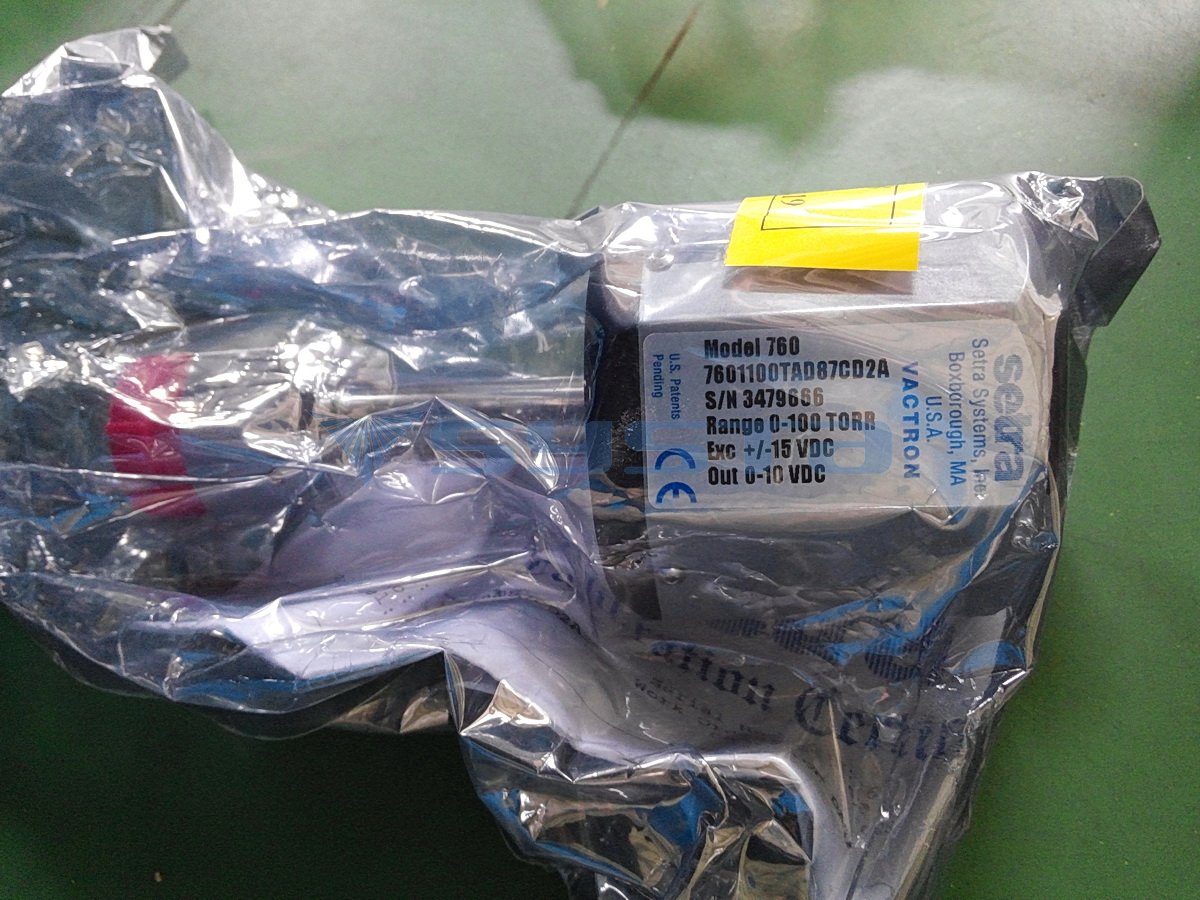 Model 760
7601100TAD87CD2A
S/N 3479666
Range 0-100 TORR
Exc +/-15 VDC
Out 0-10 VDC
U.S. Patents
Pending
CE
VACTRON
U.S.A.
Boxborough, MA
Setra Systems, Inc.
setra